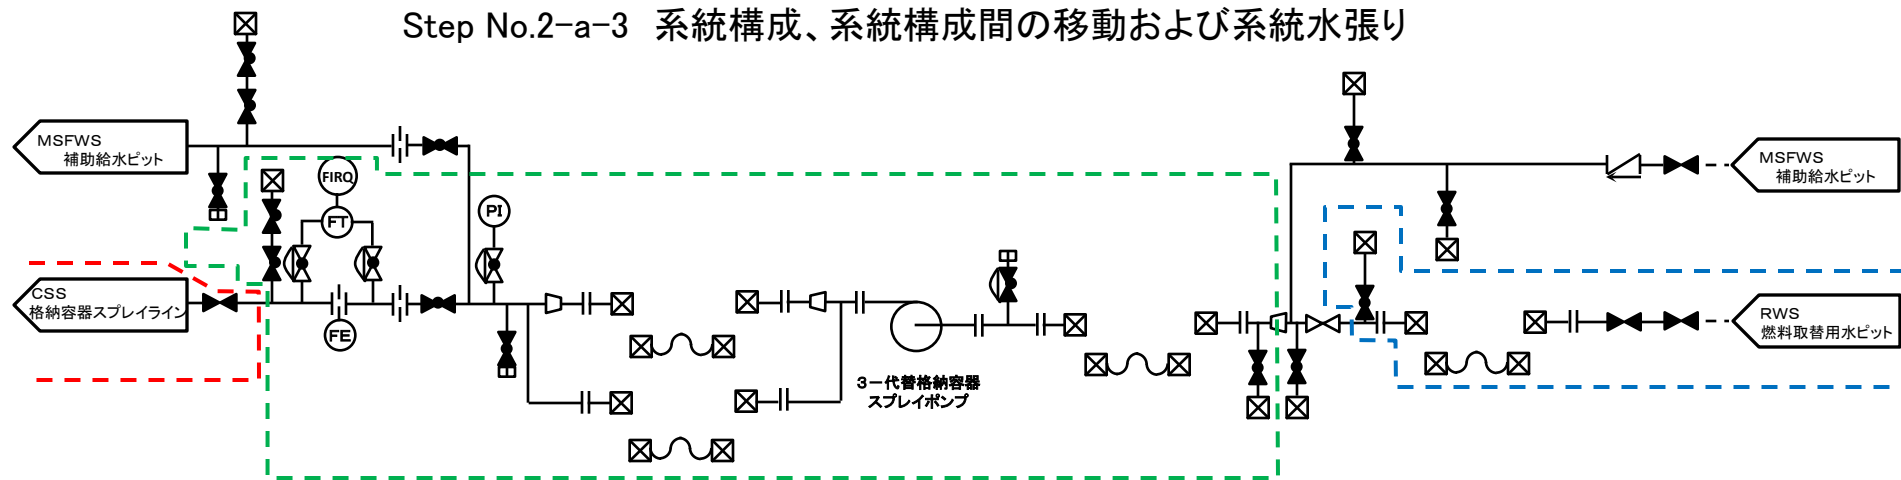 Step No.2-a-3 系統構成、系統構成間の移動および系統水張り
MSFWS
補助給水ピット
FIRQ
FT
PI
CSS
格納容器スプレイライン
FE
3-代替格納容器
スプレイポンプ
MSFWS
補助給水ピット
RWS
燃料取替用水ピット